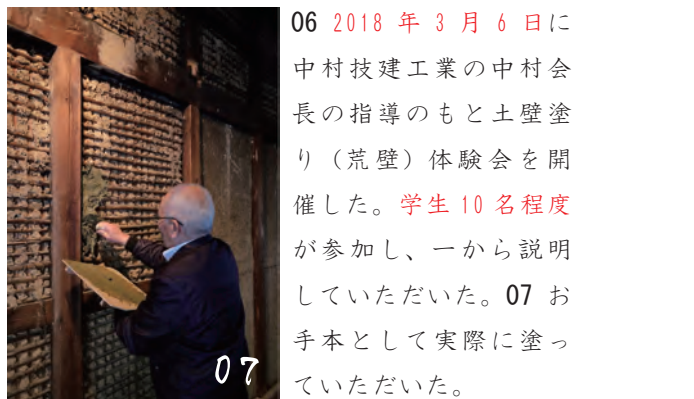 06 2018 年 3 月 6 日に
中村技建工業の中村会
長の指導のもと土壁塗
り（荒壁）体験会を開
催した。学生 10 名程度
が参加し、一から説明
していただいた。07 お
手本として実際に塗っ
ていただいた。
07